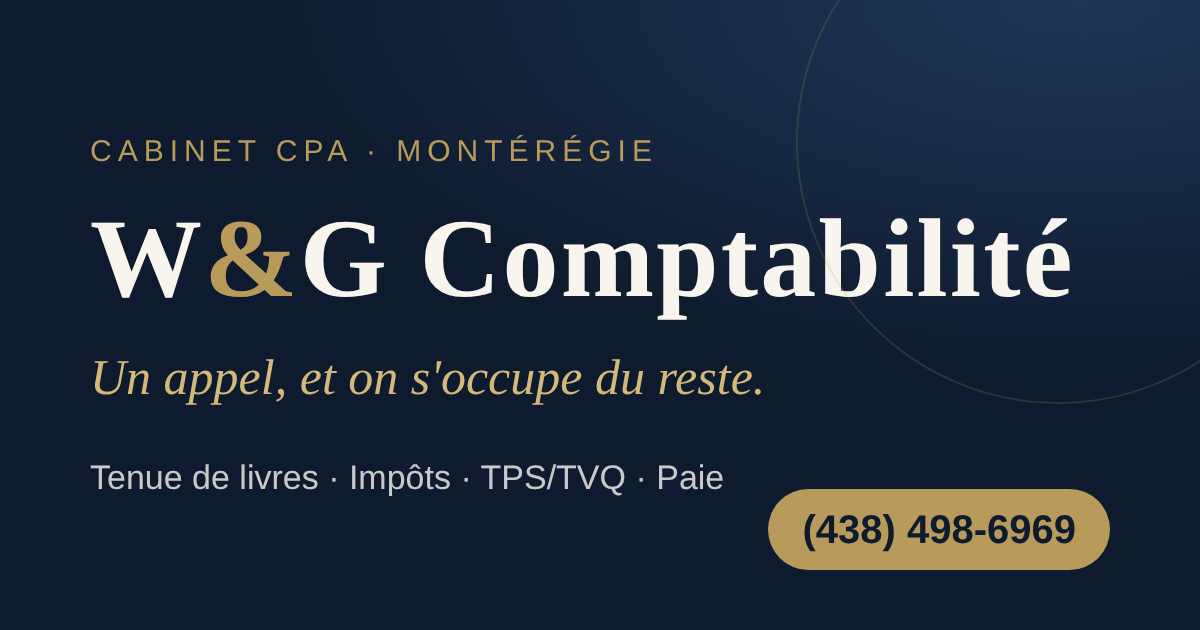 CABINET CPA · MONTÉRÉGIE
W&G Comptabilité
Un appel, et on s'occupe du reste.
Tenue de livres · Impôts · TPS/TVQ · Paie
(438) 498-6969